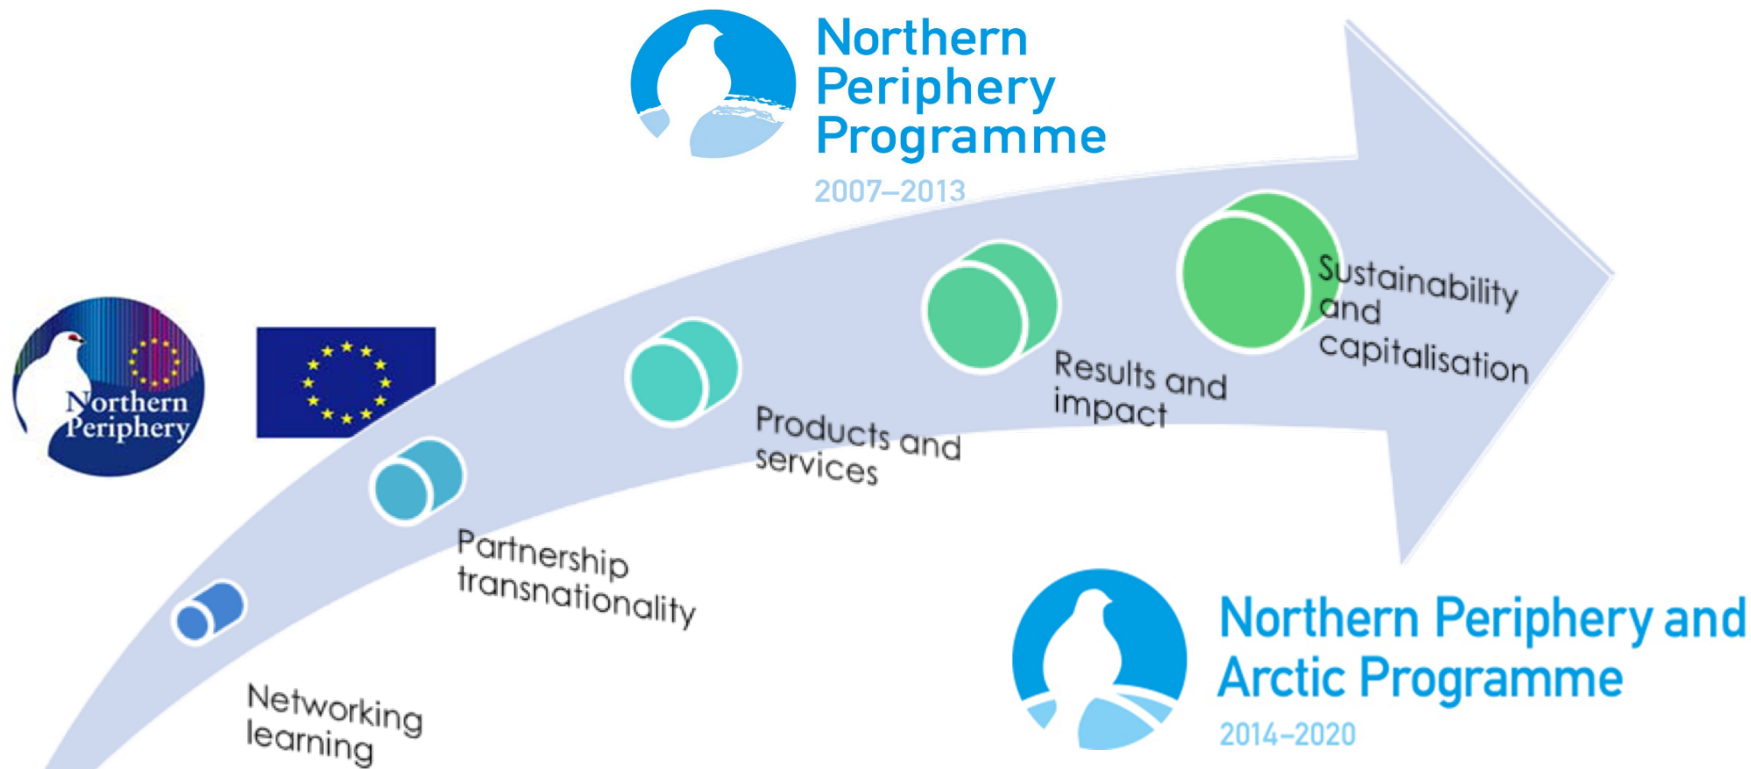 Northern
Periphery
Programme
2007–2013
Northern
Periphery
Sustainability
and
capitalisation
Results and
impact
Products and
services
Partnership
transnationality
Networking
learning
Northern Periphery and
Arctic Programme
2014–2020